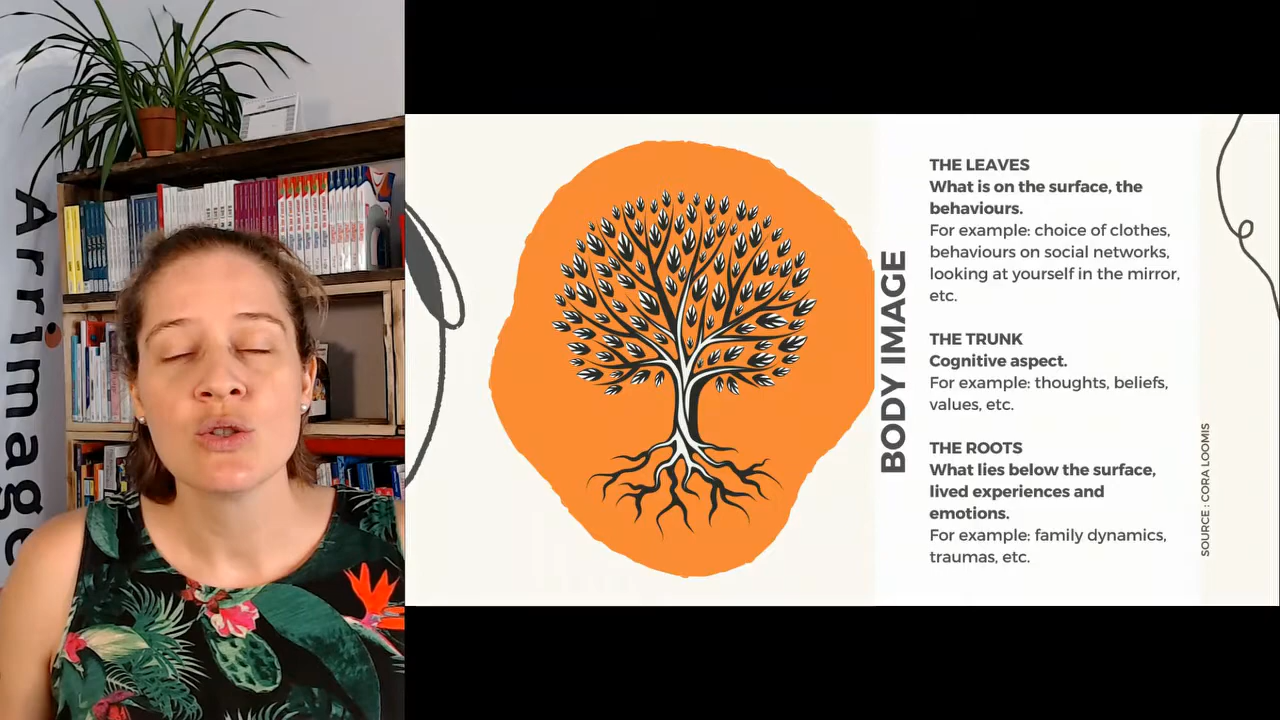 Arrimage
BODY IMAGE
THE LEAVES
What is on the surface, the
behaviours.
For example: choice of clothes,
behaviours on social networks,
looking at yourself in the mirror,
etc.
THE TRUNK
Cognitive aspect.
For example: thoughts, beliefs,
values, etc.
THE ROOTS
What lies below the surface,
lived experiences and
emotions.
For example: family dynamics,
traumas, etc.
SOURCE : CORA LOOMIS